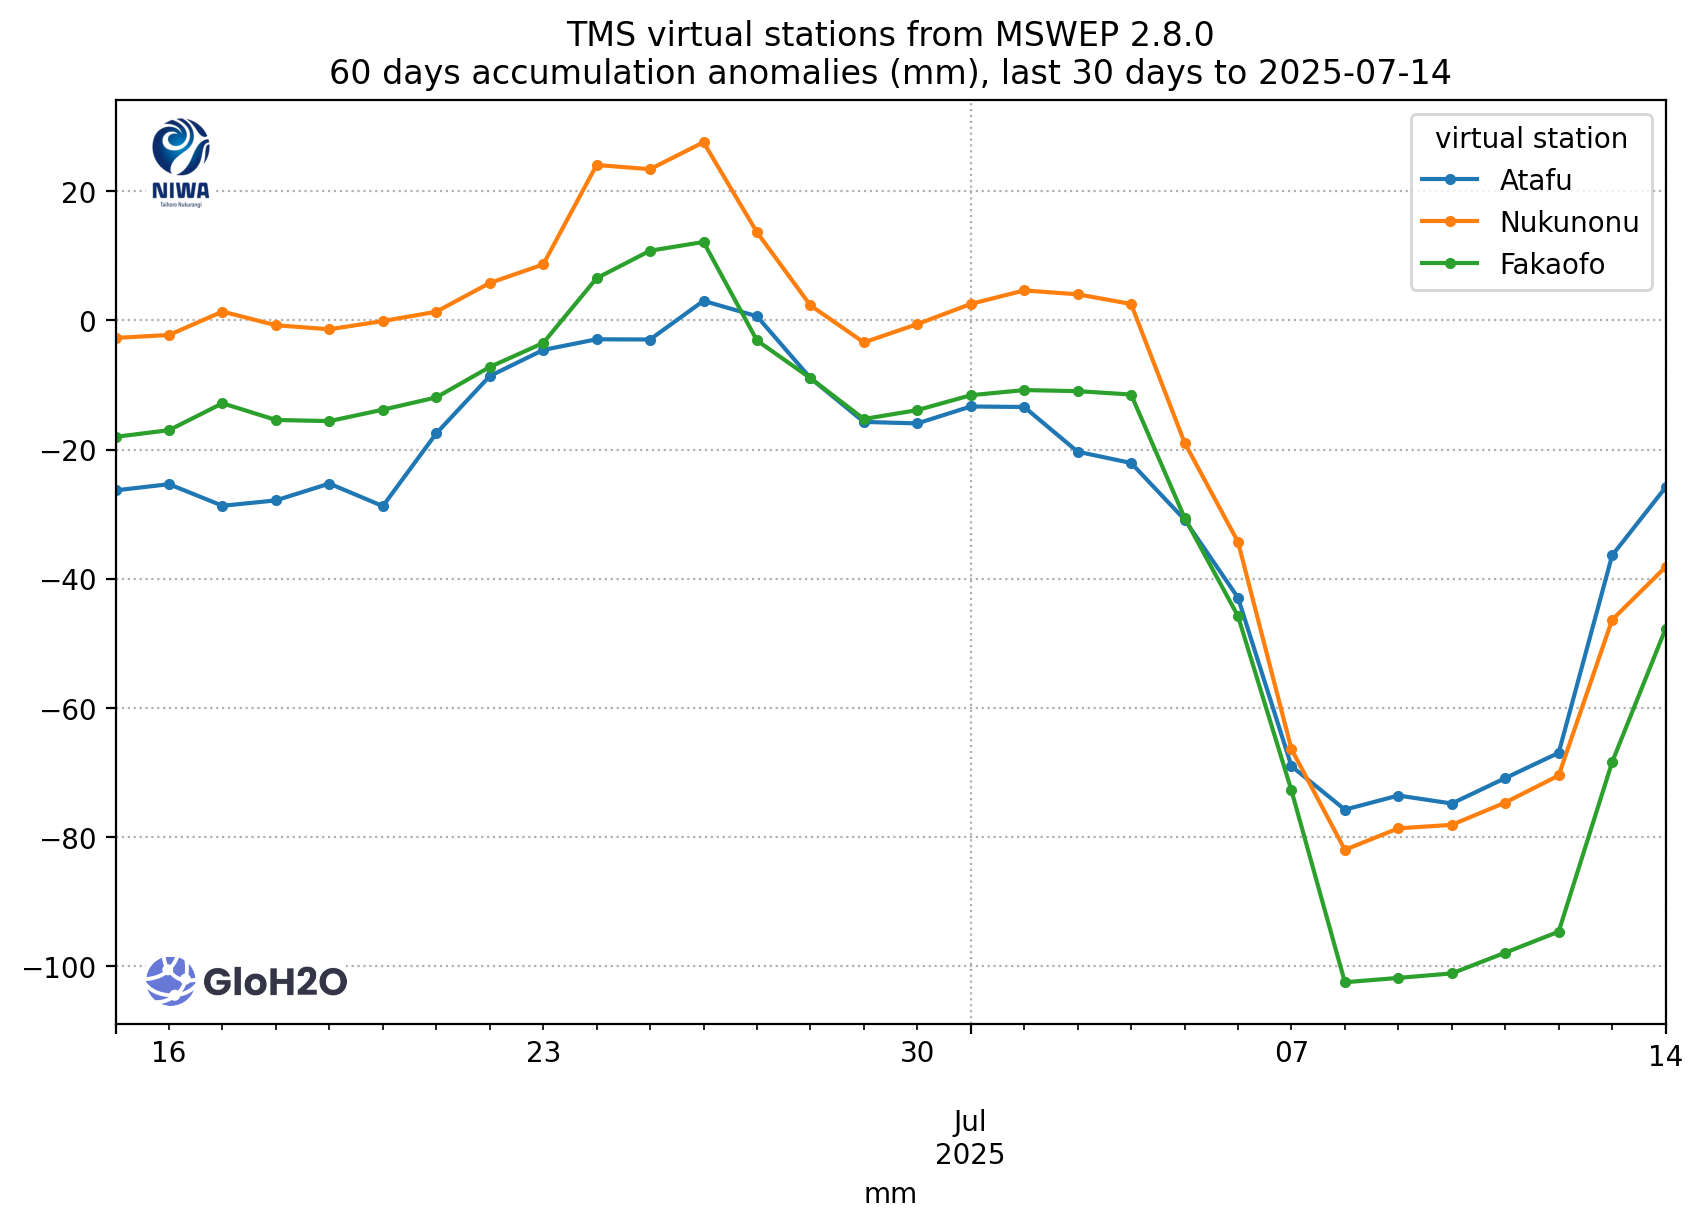 TMS virtual stations from MSWEP 2.8.0
60 days accumulation anomalies (mm), last 30 days to 2025-07-14
NIWA
Taihoro Nukurangi
virtual station
Atafu
Nukunonu
Fakaofo
20
0
−20
−40
−60
−80
−100
GloH2O
16
23
30
07
14
Jul
2025
mm